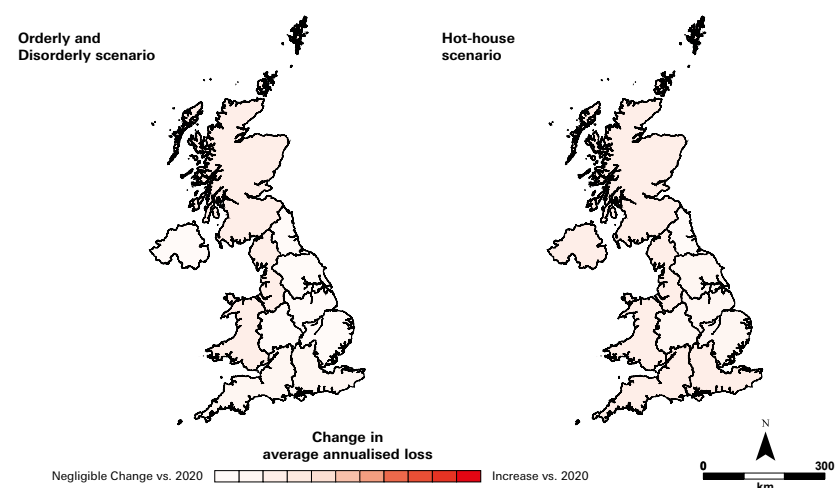 Orderly and
Disorderly scenario
Hot-house
scenario
Change in
average annualised loss
Negligible Change vs. 2020
Increase vs. 2020
N
0 300
km